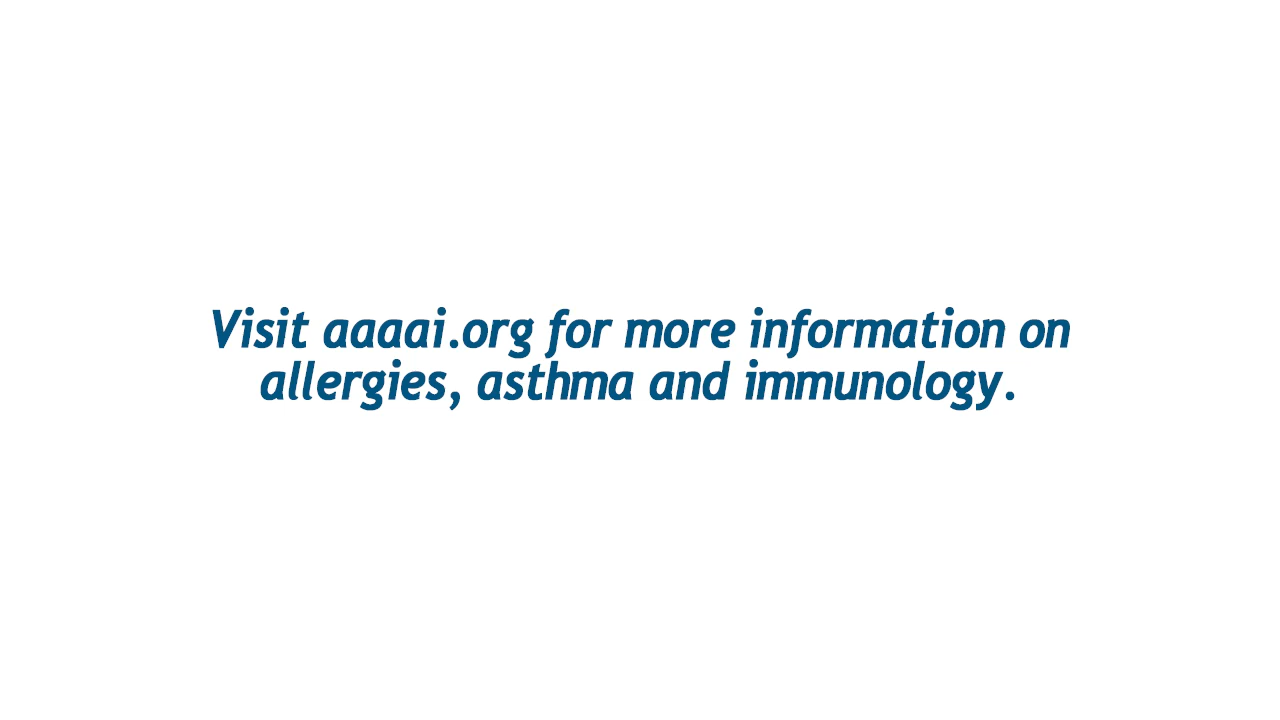 Visit aaaai.org for more information on
allergies, asthma and immunology.